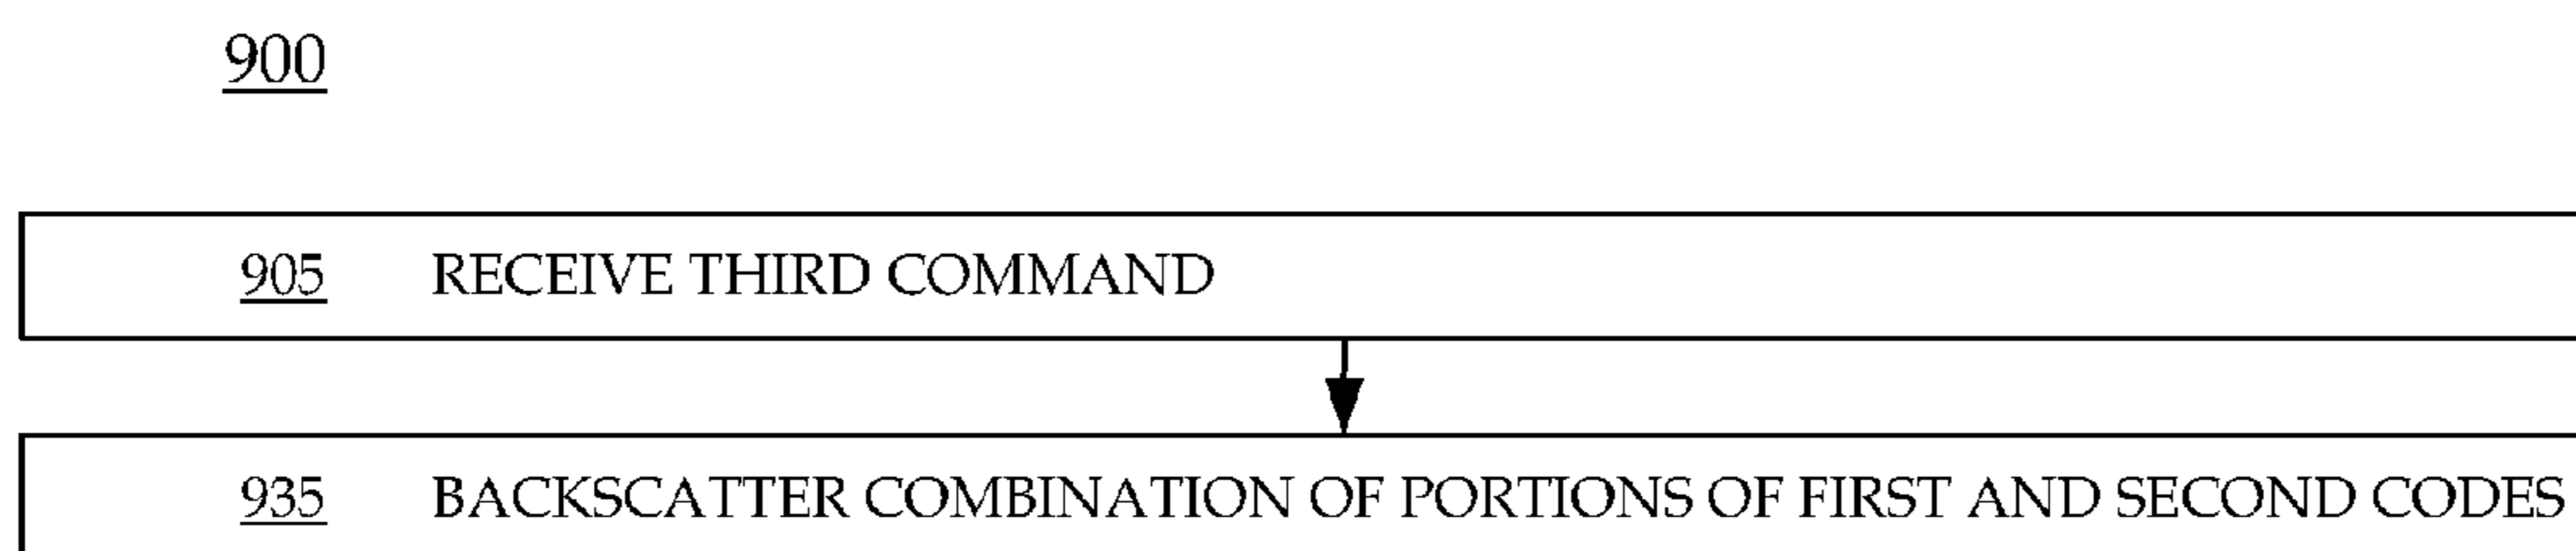 900
905 RECEIVE THIRD COMMAND
935 BACKSCATTER COMBINATION OF PORTIONS OF FIRST AND SECOND CODES